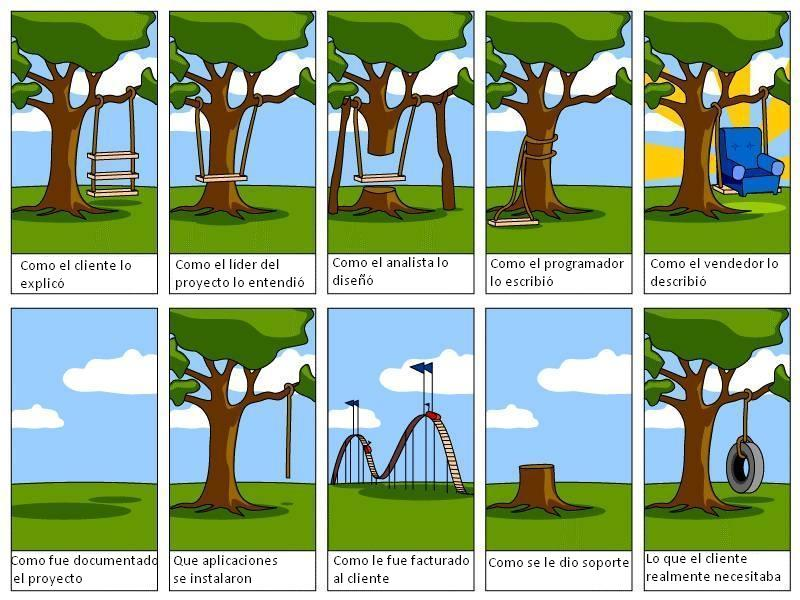 Como el cliente lo
explicó
Como el líder del
proyecto lo entendió
Como el analista lo
diseñó
Como el programador
lo escribió
Como el vendedor lo
describió
Como fue documentado
el proyecto
Que aplicaciones
se instalaron
Como le fue facturado
al cliente
Como se le dio soporte
Lo que el cliente
realmente necesitaba